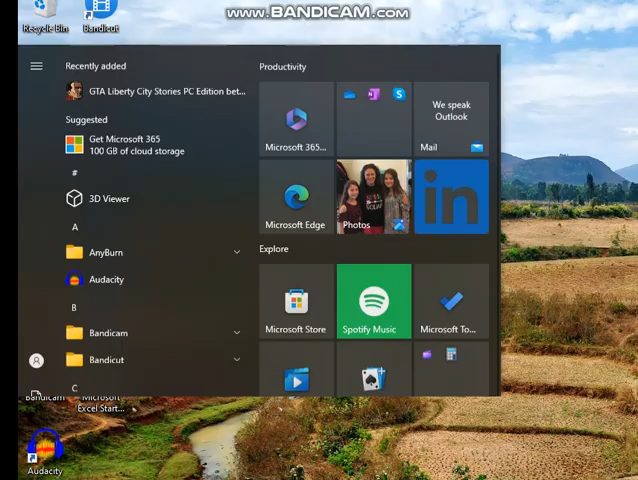 WWW.BANDICAM.COM
Recycle Bin
Bandicut
Recently added
GTA Liberty City Stories PC Edition bet...
Suggested
Get Microsoft 365
100 GB of cloud storage
#
3D Viewer
A
AnyBurn
Audacity
B
Bandicam
Bandicut
C
Productivity
Microsoft 365...
We speak
Outlook
Mail
Microsoft Edge
Photos
in
Explore
Microsoft Store
Spotify Music
Microsoft To...
Bandicam
Microsoft
Excel Start...
Audacity